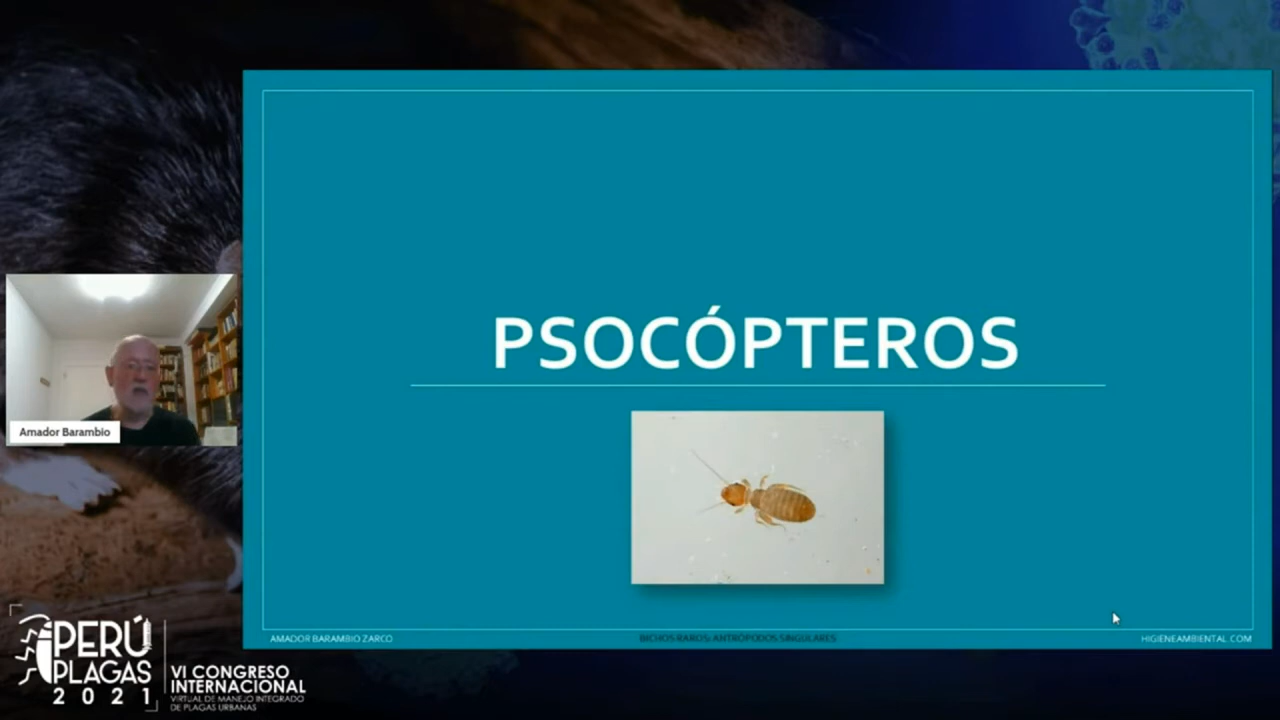 PSOCÓPTEROS
Amador Barambio
AMADOR BARAMBIO ZARCO
BICHOS RAROS: ANTRÓPODOS SINGULARES
HIGIENEAMBIENTAL.COM
PERÚ
PLAGAS
2021
VI CONGRESO
INTERNACIONAL
VIRTUAL DE MANEJO INTEGRADO
DE PLAGAS URBANAS